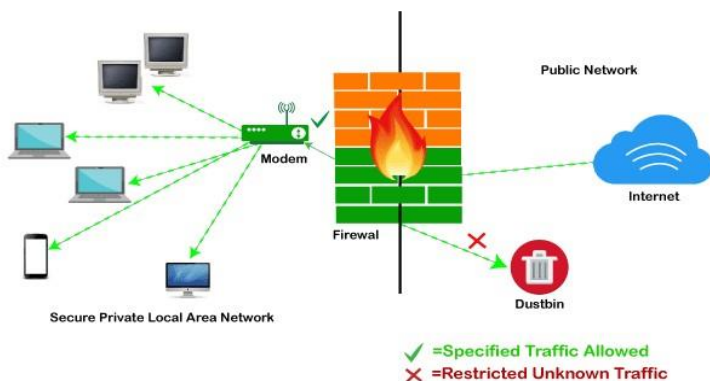 Public Network
Modem
Internet
Firewal
Dustbin
Secure Private Local Area Network
=Specified Traffic Allowed
=Restricted Unknown Traffic